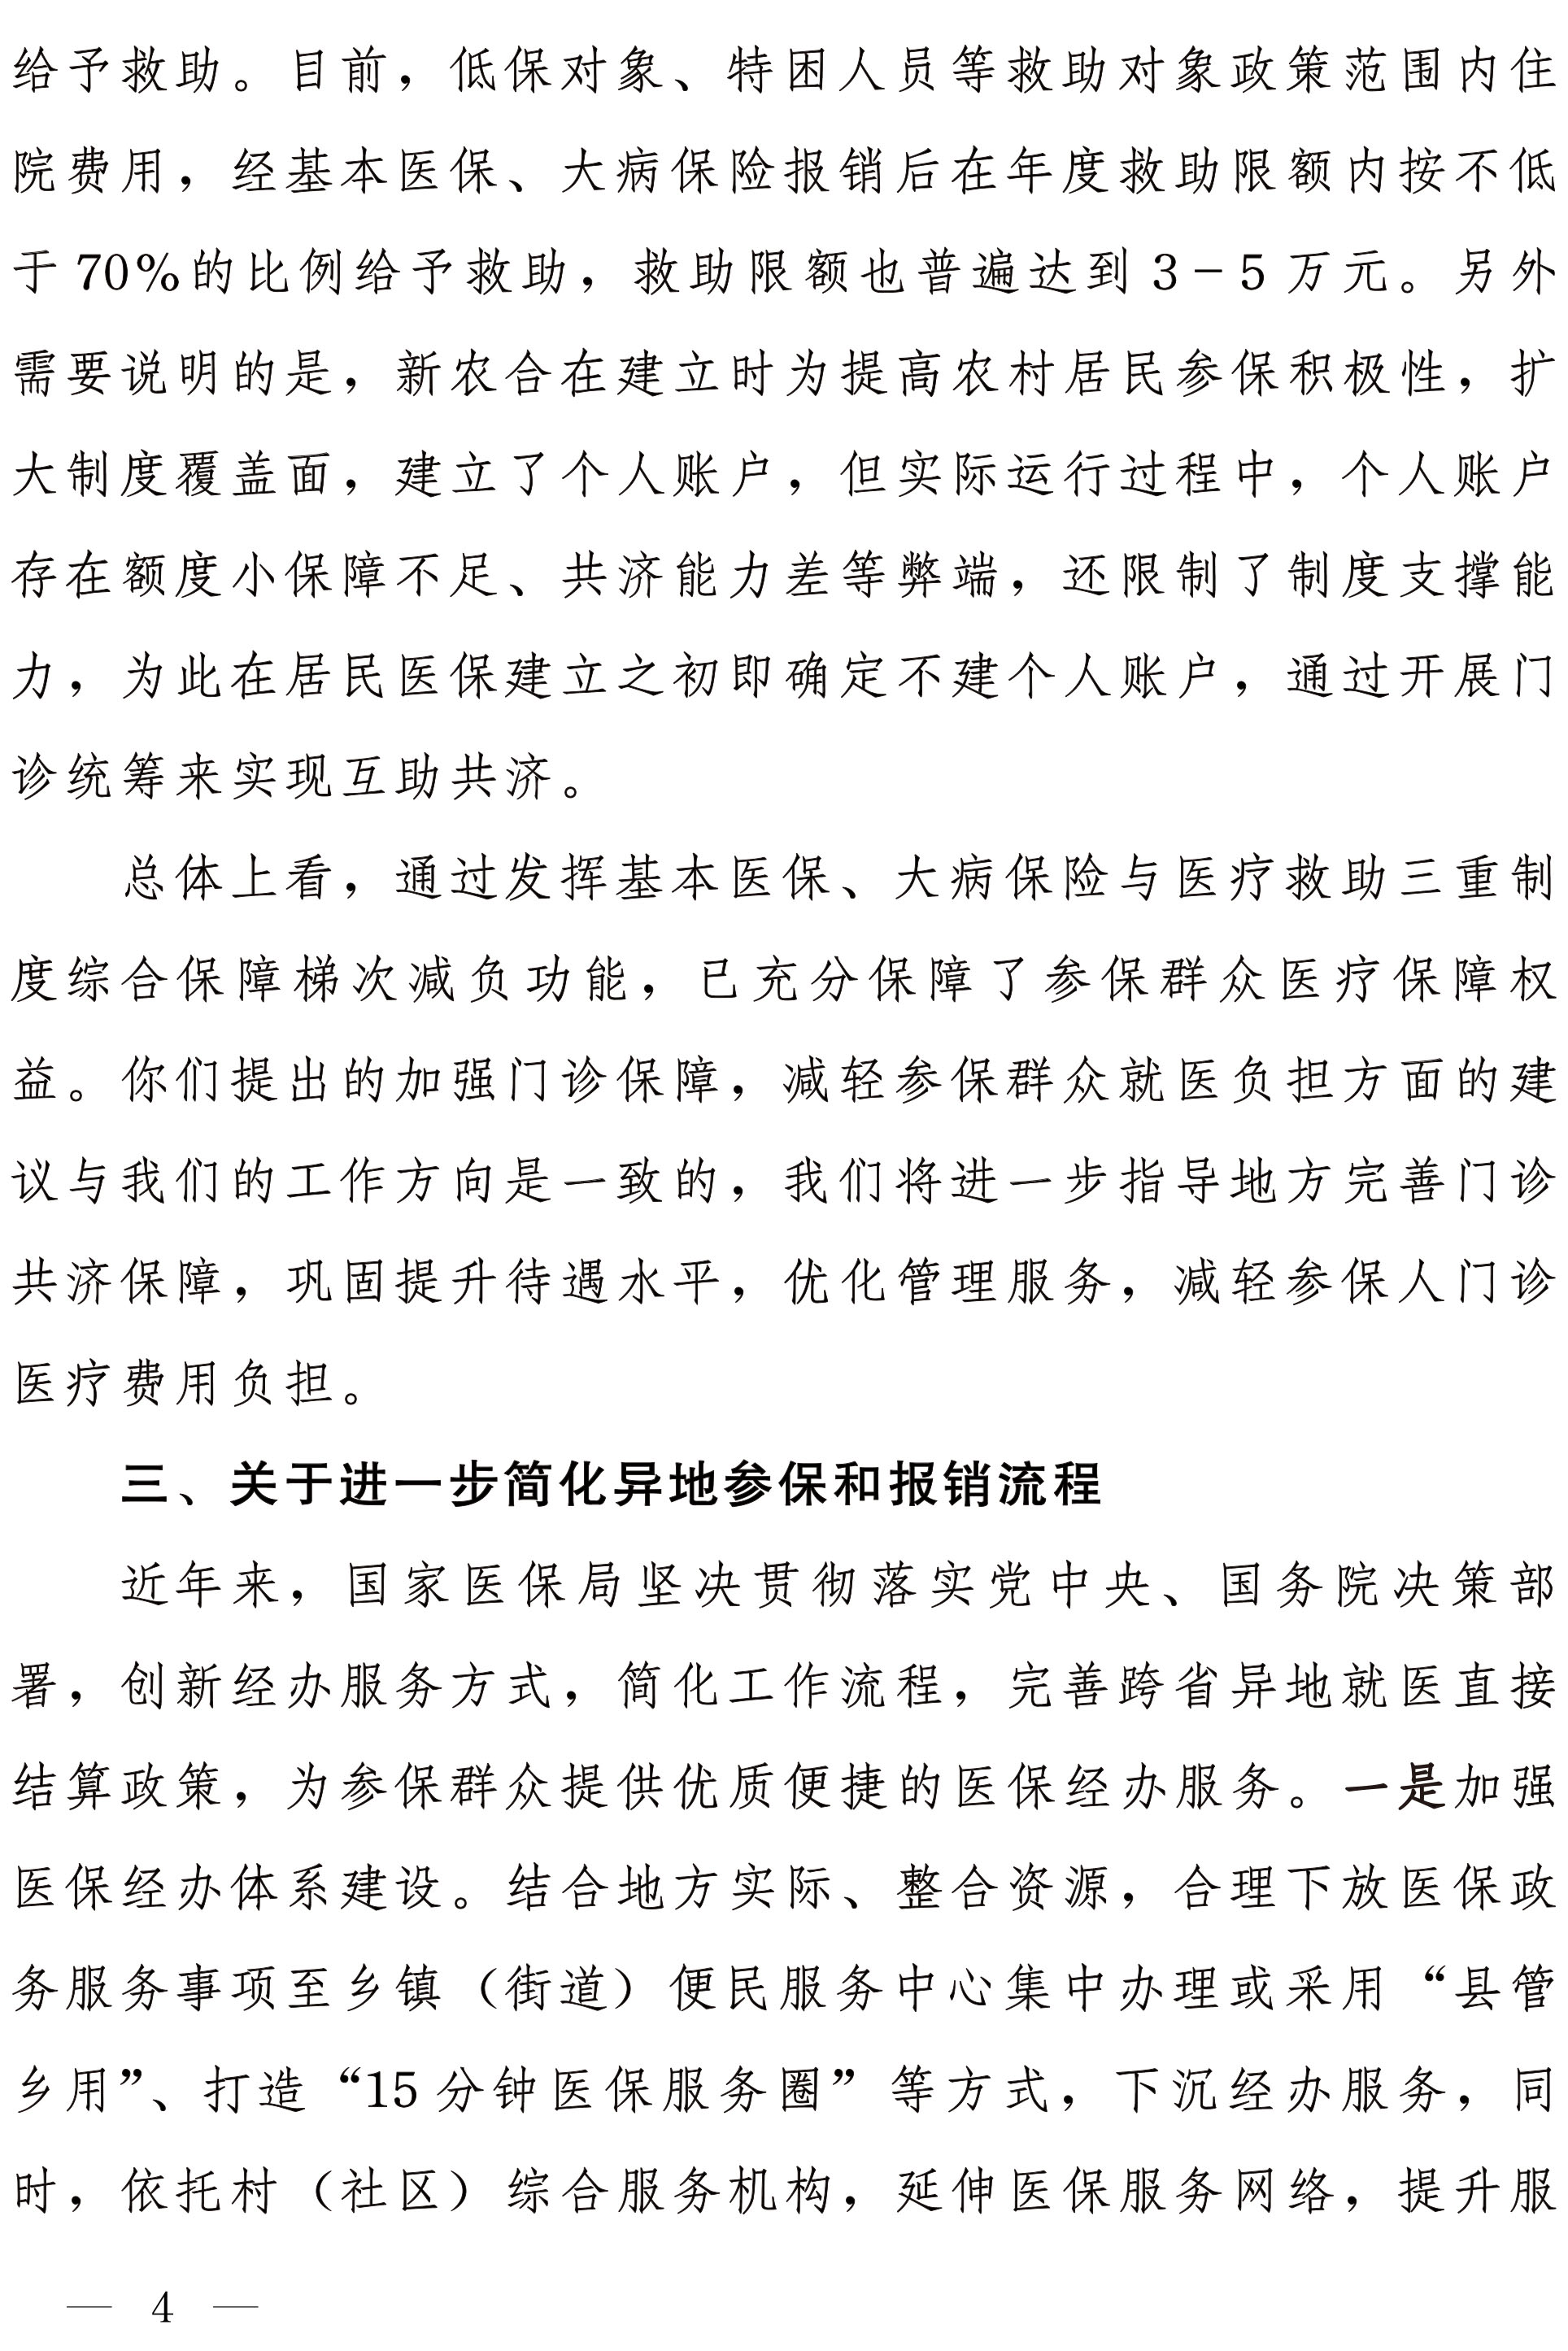 给予救助。目前，低保对象、特困人员等救助对象政策范围内住
院费用，经基本医保、大病保险报销后在年度救助限额内按不低
于70%的比例给予救助，救助限额也普遍达到3－5万元。另外
需要说明的是，新农合在建立时为提高农村居民参保积极性，扩
大制度覆盖面，建立了个人账户，但实际运行过程中，个人账户
存在额度小保障不足、共济能力差等弊端，还限制了制度支撑能
力，为此在居民医保建立之初即确定不建个人账户，通过开展门
诊统筹来实现互助共济。
总体上看，通过发挥基本医保、大病保险与医疗救助三重制
度综合保障梯次减负功能，已充分保障了参保群众医疗保障权
益。你们提出的加强门诊保障，减轻参保群众就医负担方面的建
议与我们的工作方向是一致的，我们将进一步指导地方完善门诊
共济保障，巩固提升待遇水平，优化管理服务，减轻参保人门诊
医疗费用负担。
三、关于进一步简化异地参保和报销流程
近年来，国家医保局坚决贯彻落实党中央、国务院决策部
署，创新经办服务方式，简化工作流程，完善跨省异地就医直接
结算政策，为参保群众提供优质便捷的医保经办服务。一是加强
医保经办体系建设。结合地方实际、整合资源，合理下放医保政
务服务事项至乡镇（街道）便民服务中心集中办理或采用“县管
乡用”、打造“15分钟医保服务圈”等方式，下沉经办服务，同
时，依托村（社区）综合服务机构，延伸医保服务网络，提升服
— 4 —